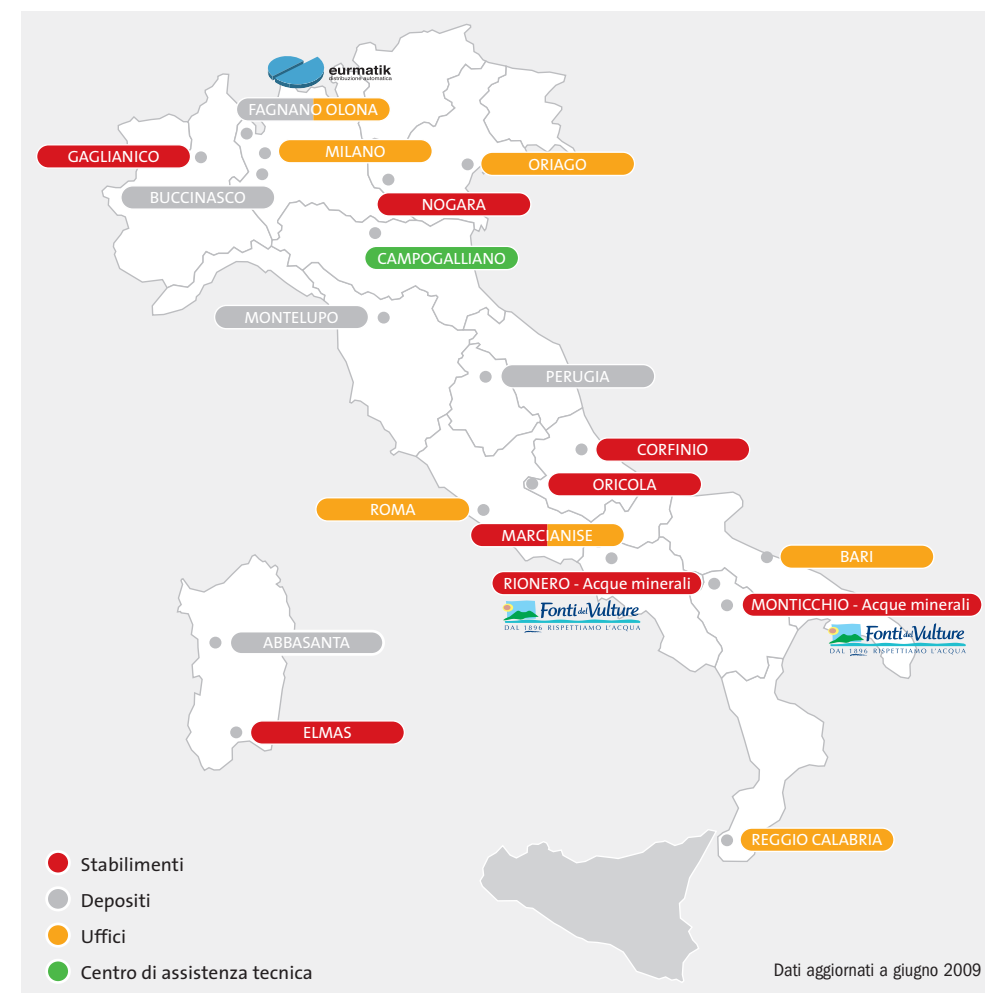 eurmatik
distribuzione automatica
FAGNANO OLONA
GAGLIANICO
MILANO
ORIAGO
BUCCINASCO
NOGARA
CAMPOGALLIANO
MONTELUPO
PERUGIA
CORFINIO
ORICOLA
ROMA
MARCIANISE
BARI
RIONERO - Acque minerali
Fonti del Vulture
DAL 1896 RISPETTIAMO L'ACQUA
MONTICCHIO - Acque minerali
Fonti del Vulture
DAL 1896 RISPETTIAMO L'ACQUA
ABBASANTA
ELMAS
REGGIO CALABRIA
Stabilimenti
Depositi
Uffici
Centro di assistenza tecnica
Dati aggiornati a giugno 2009